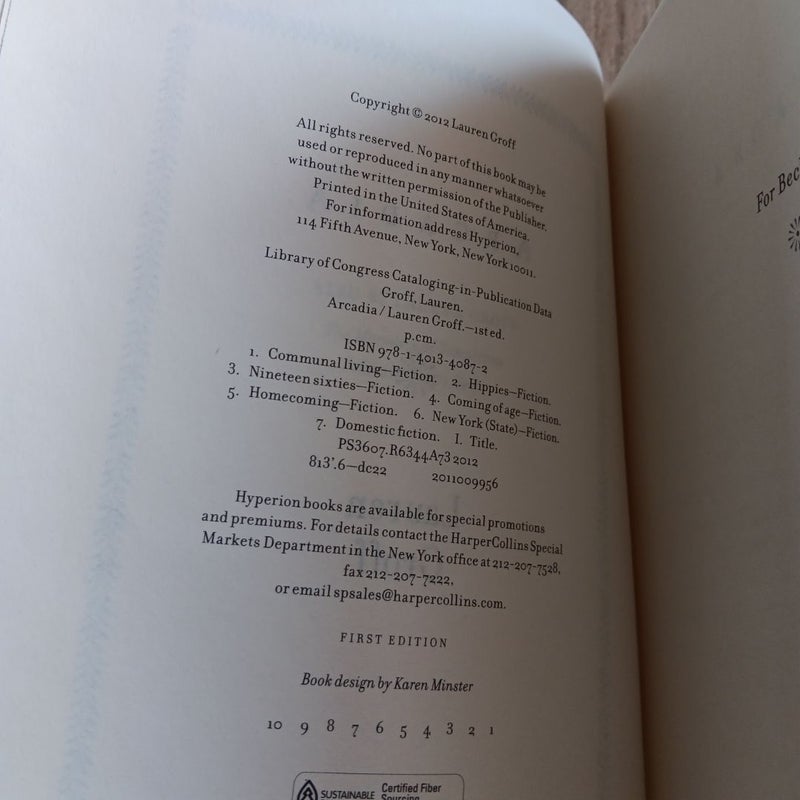 Copyright © 2012 Lauren Groff
All rights reserved. No part of this book may be
used or reproduced in any manner whatsoever
without the written permission of the Publisher.
Printed in the United States of America.
For information address Hyperion,
114 Fifth Avenue, New York, New York 10011.
Library of Congress Cataloging-in-Publication Data
Groff, Lauren.
Arcadia / Lauren Groff.—1st ed.
p.cm.
ISBN 978-1-4013-4087-2
1. Communal living—Fiction. 2. Hippies—Fiction.
3. Nineteen sixties—Fiction. 4. Coming of age—Fiction.
5. Homecoming—Fiction. 6. New York (State)—Fiction.
7. Domestic fiction. I. Title.
PS3607.R6344A73 2012
813'.6—dc22 2011009956
Hyperion books are available for special promotions
and premiums. For details contact the HarperCollins Special
Markets Department in the New York office at 212-207-7528,
fax 212-207-7222,
or email spsales@harpercollins.com.
FIRST EDITION
Book design by Karen Minster
10 9 8 7 6 5 4 3 2 1
SUSTAINABLE Certified Fiber
Sourcing
For Bec